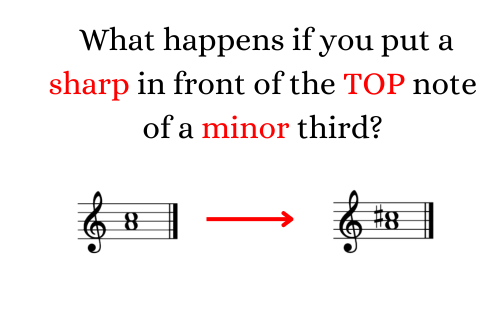 What happens if you put a
sharp in front of the TOP note
of a minor third?